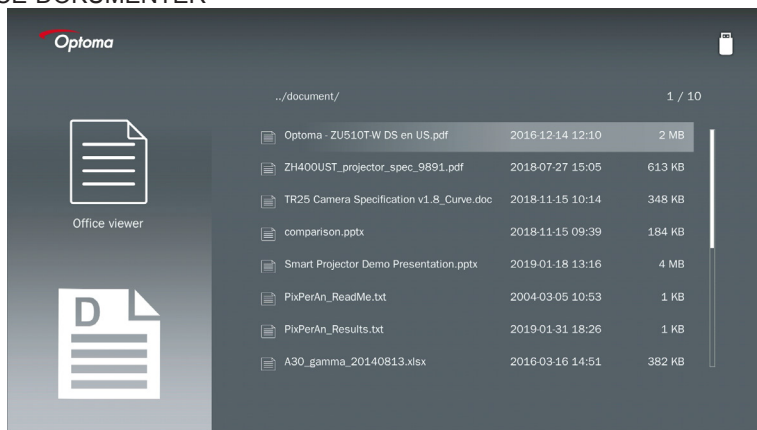 Optoma
../document/ 1 / 10
Optoma - ZU510T-W DS en US.pdf 2016-12-14 12:10 2 MB
ZH400UST_projector_spec_9891.pdf 2018-07-27 15:05 613 KB
TR25 Camera Specification v1.8_Curve.doc 2018-11-15 10:14 348 KB
Office viewer
comparison.pptx 2018-11-15 09:39 184 KB
Smart Projector Demo Presentation.pptx 2019-01-18 13:16 4 MB
D
PixPerAn_ReadMe.txt 2004-03-05 10:53 1 KB
PixPerAn_Results.txt 2019-01-31 18:26 1 KB
A30_gamma_20140813.xlsx 2016-03-16 14:51 382 KB